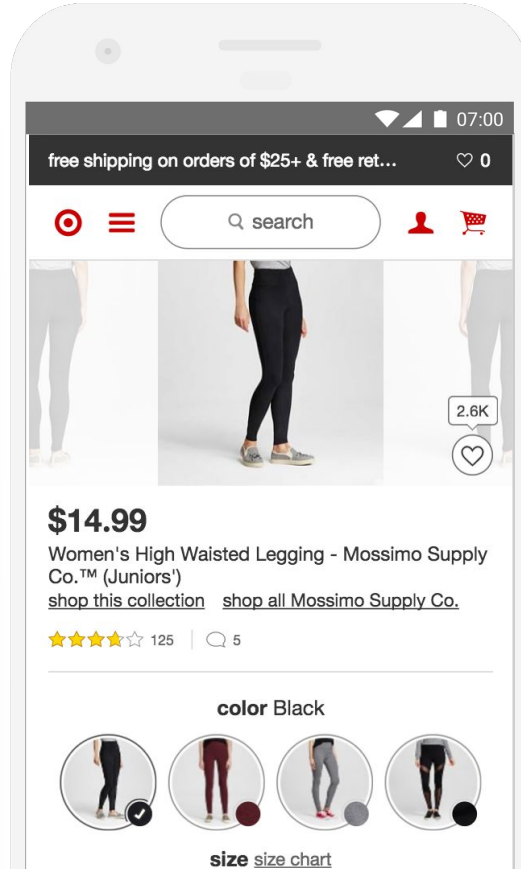 07:00
free shipping on orders of $25+ & free ret...
0
search
2.6K
$14.99
Women's High Waisted Legging - Mossimo Supply
Co.™ (Juniors')
shop this collection shop all Mossimo Supply Co.
125 5
color Black
size size chart